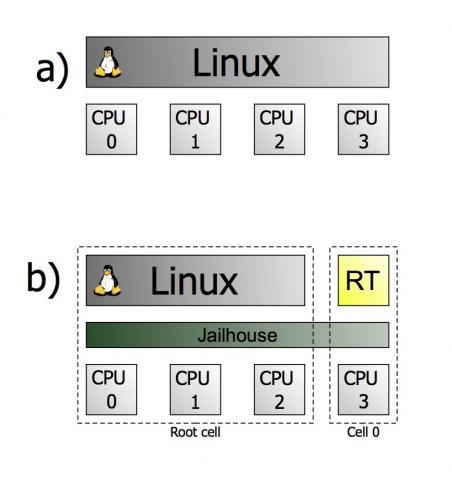 a)
Linux
CPU
0
CPU
1
CPU
2
CPU
3
b)
Linux
RT
Jailhouse
CPU
0
CPU
1
CPU
2
CPU
3
Root cell
Cell 0